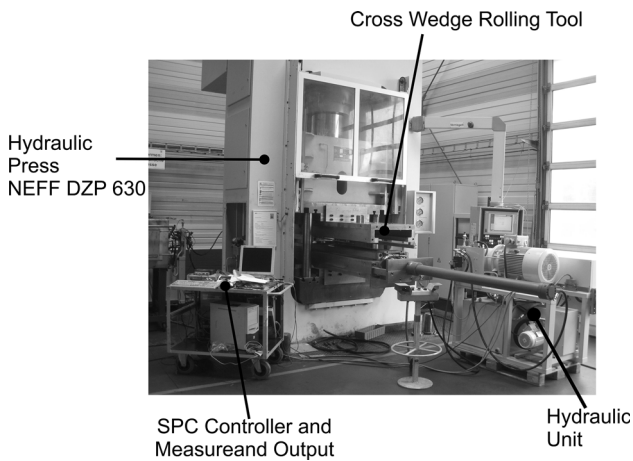 Cross Wedge Rolling Tool
Hydraulic
Press
NEFF DZP 630
SPC Controller and
Measureand Output
Hydraulic
Unit